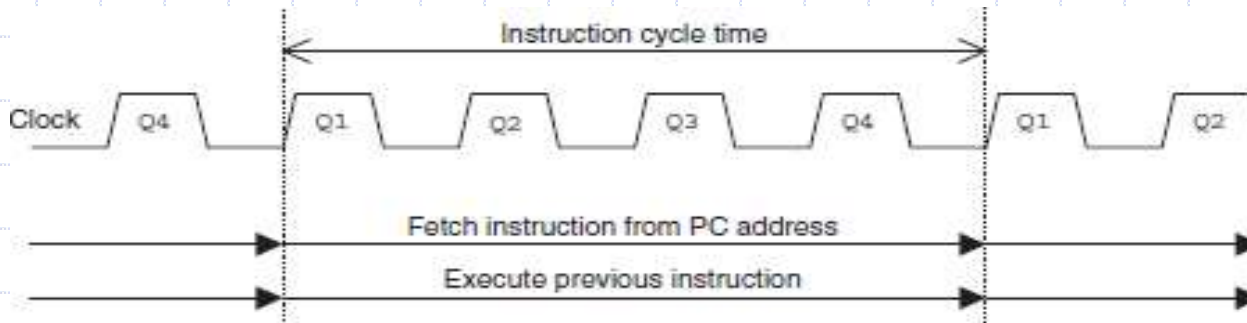 Instruction cycle time
Clock Q4 Q1 Q2 Q3 Q4 Q1 Q2
Fetch instruction from PC address
Execute previous instruction